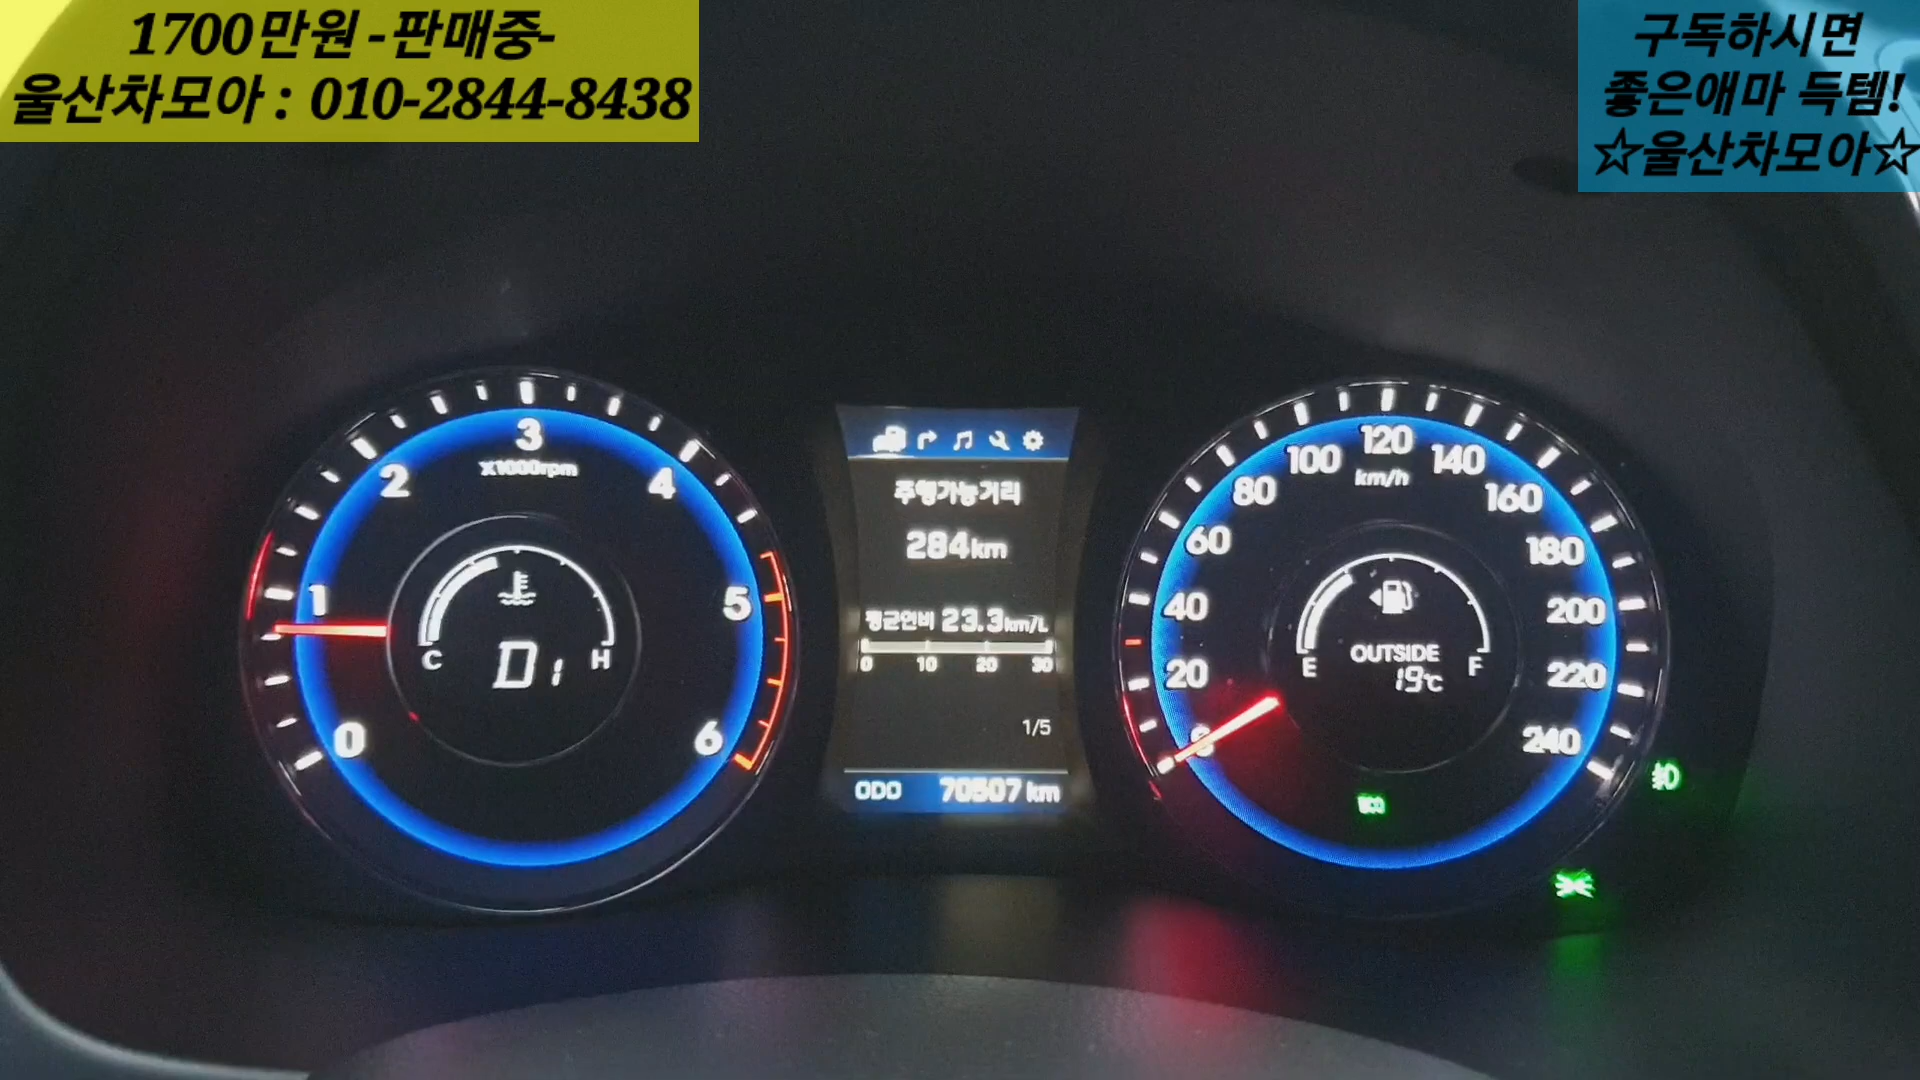 1700만원 -판매중-
울산차모아 : 010-2844-8438
구독하시면
좋은애마 득템!
☆울산차모아☆
3
x1000rpm
2
4
1
5
0
6
C
H
D1
주행가능거리
284km
평균연비 23.3km/L
0 10 20 30
1/5
ODO 70507 km
120
km/h
100
140
80
160
60
180
40
200
20
220
0
240
OUTSIDE
19°C
E
F
ECO